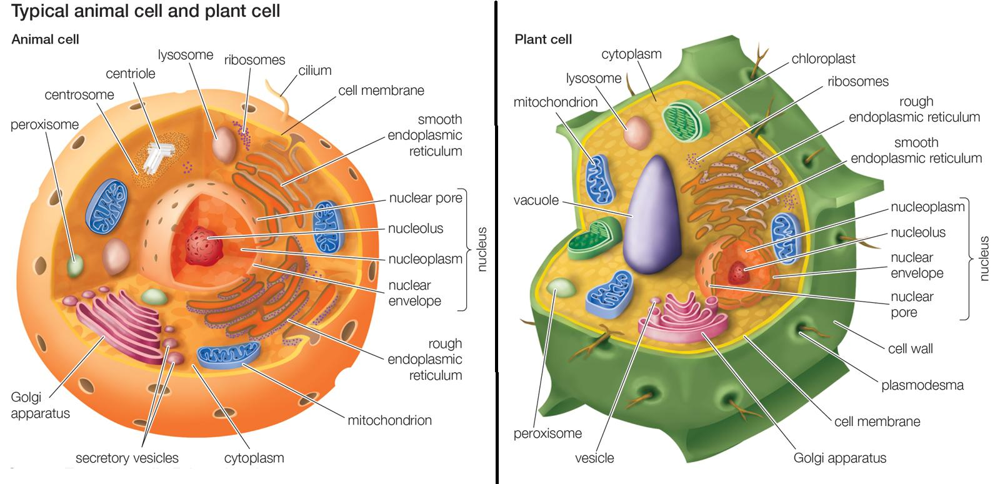 Typical animal cell and plant cell
Animal cell
lysosome
ribosomes
cilium
centriole
cell membrane
centrosome
smooth
endoplasmic
reticulum
peroxisome
nuclear pore
nucleolus
nucleoplasm
nuclear
envelope
nucleus
rough
endoplasmic
reticulum
Golgi
apparatus
mitochondrion
secretory vesicles
cytoplasm
Plant cell
cytoplasm
chloroplast
lysosome
ribosomes
mitochondrion
rough
endoplasmic reticulum
smooth
endoplasmic reticulum
vacuole
nucleoplasm
nucleolus
nuclear
envelope
nuclear
pore
nucleus
cell wall
plasmodesma
cell membrane
peroxisome
vesicle
Golgi apparatus